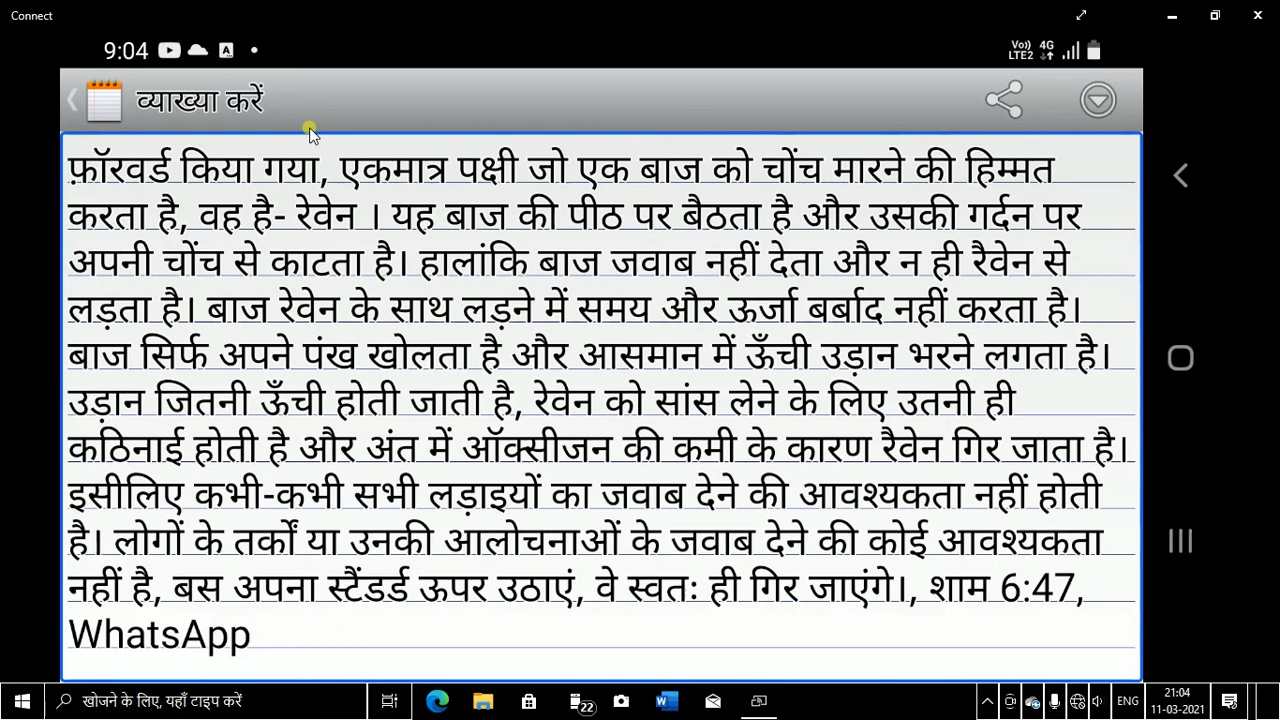 Connect
9:04
Vo)) 4G
LTE2
व्याख्या करें
फ़ॉरवर्ड किया गया, एकमात्र पक्षी जो एक बाज को चोंच मारने की हिम्मत
करता है, वह है- रेवेन । यह बाज की पीठ पर बैठता है और उसकी गर्दन पर
अपनी चोंच से काटता है। हालांकि बाज जवाब नहीं देता और न ही रैवेन से
लड़ता है। बाज रेवेन के साथ लड़ने में समय और ऊर्जा बर्बाद नहीं करता है।
बाज सिर्फ अपने पंख खोलता है और आसमान में ऊँची उड़ान भरने लगता है।
उड़ान जितनी ऊँची होती जाती है, रेवेन को सांस लेने के लिए उतनी ही
कठिनाई होती है और अंत में ऑक्सीजन की कमी के कारण रैवेन गिर जाता है।
इसीलिए कभी-कभी सभी लड़ाइयों का जवाब देने की आवश्यकता नहीं होती
है। लोगों के तर्कों या उनकी आलोचनाओं के जवाब देने की कोई आवश्यकता
नहीं है, बस अपना स्टैंडर्ड ऊपर उठाएं, वे स्वतः ही गिर जाएंगे।, शाम 6:47,
WhatsApp
खोजने के लिए, यहाँ टाइप करें
22
ENG
21:04
11-03-2021